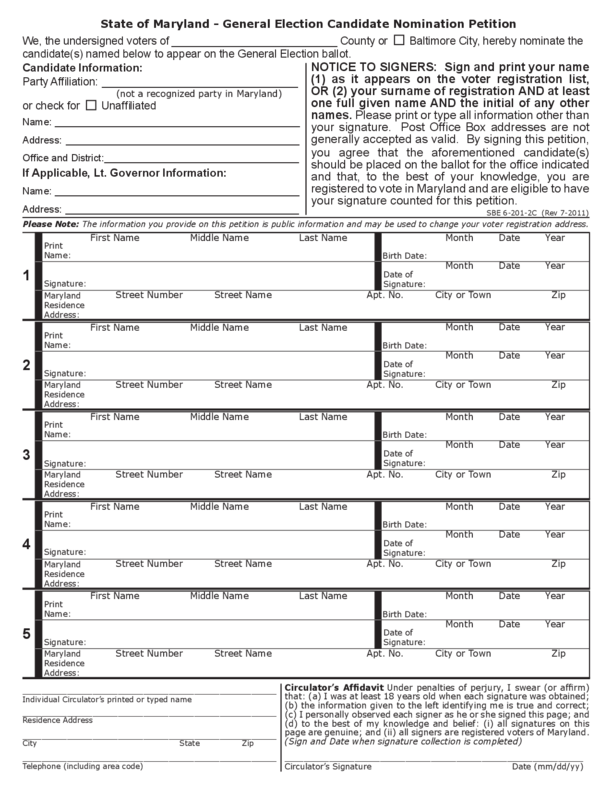 State of Maryland – General Election Candidate Nomination Petition
We, the undersigned voters of ______________________________ County or ☐ Baltimore City, hereby nominate the
candidate(s) named below to appear on the General Election ballot.
Candidate Information:
Party Affiliation: ____________________
(not a recognized party in Maryland)
or check for ☐ Unaffiliated
Name: ____________________
Address: ____________________
Office and District: ____________________
If Applicable, Lt. Governor Information:
Name: ____________________
Address: ____________________
NOTICE TO SIGNERS: Sign and print your name
(1) as it appears on the voter registration list,
OR (2) your surname of registration AND at least
one full given name AND the initial of any other
names. Please print or type all information other than
your signature. Post Office Box addresses are not
generally accepted as valid. By signing this petition,
you agree that the aforementioned candidate(s)
should be placed on the ballot for the office indicated
and that, to the best of your knowledge, you are
registered to vote in Maryland and are eligible to have
your signature counted for this petition.
SBE 6-201-2C (Rev 7-2011)
Please Note: The information you provide on this petition is public information and may be used to change your voter registration address.
1
First Name Middle Name Last Name Month Date Year
Print
Name: Birth Date:
Month Date Year
Date of
Signature: Signature:
Maryland Street Number Street Name Apt. No. City or Town Zip
Residence
Address:
2
First Name Middle Name Last Name Month Date Year
Print
Name: Birth Date:
Month Date Year
Date of
Signature: Signature:
Maryland Street Number Street Name Apt. No. City or Town Zip
Residence
Address:
3
First Name Middle Name Last Name Month Date Year
Print
Name: Birth Date:
Month Date Year
Date of
Signature: Signature:
Maryland Street Number Street Name Apt. No. City or Town Zip
Residence
Address:
4
First Name Middle Name Last Name Month Date Year
Print
Name: Birth Date:
Month Date Year
Date of
Signature: Signature:
Maryland Street Number Street Name Apt. No. City or Town Zip
Residence
Address:
5
First Name Middle Name Last Name Month Date Year
Print
Name: Birth Date:
Month Date Year
Date of
Signature: Signature:
Maryland Street Number Street Name Apt. No. City or Town Zip
Residence
Address:
Individual Circulator's printed or typed name
Residence Address
City State Zip
Telephone (including area code)
Circulator's Affidavit Under penalties of perjury, I swear (or affirm)
that: (a) I was at least 18 years old when each signature was obtained;
(b) the information given to the left identifying me is true and correct;
(c) I personally observed each signer as he or she signed this page; and
(d) to the best of my knowledge and belief: (i) all signatures on this
page are genuine; and (ii) all signers are registered voters of Maryland.
(Sign and Date when signature collection is completed)
Circulator's Signature Date (mm/dd/yy)